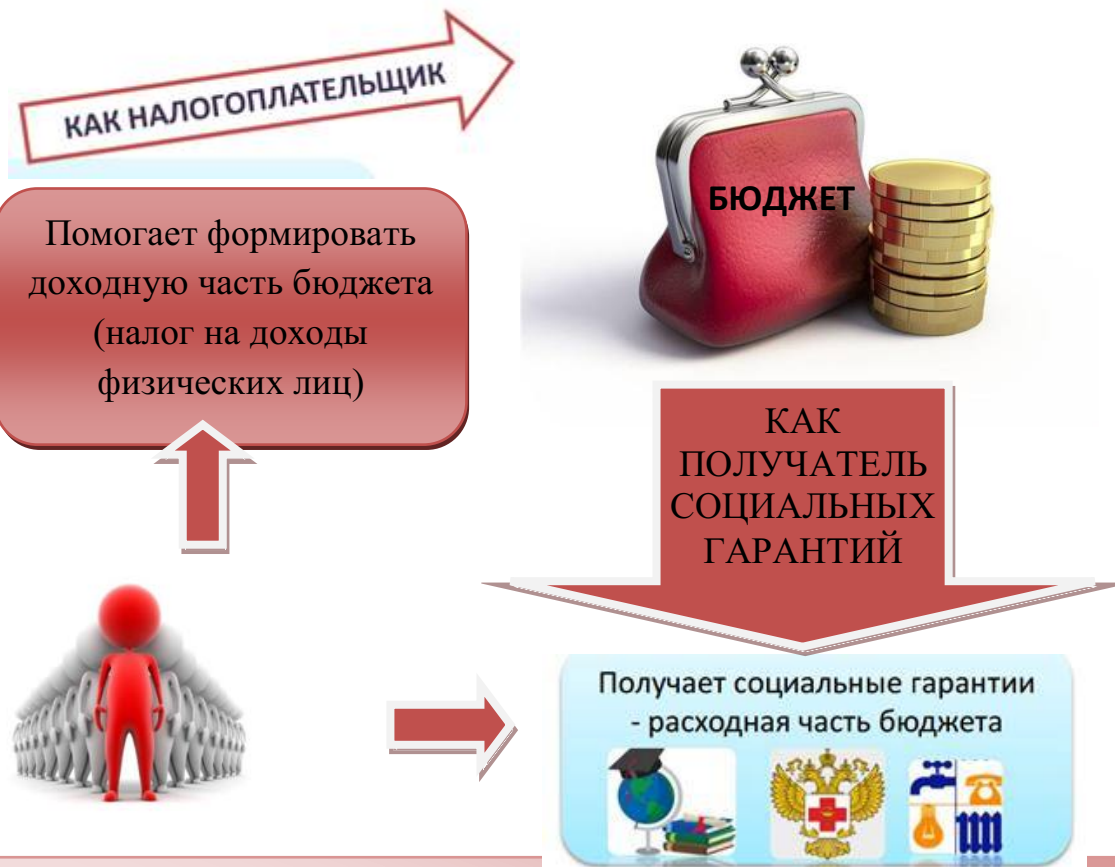 КАК НАЛОГОПЛАТЕЛЬЩИК
БЮДЖЕТ
Помогает формировать
доходную часть бюджета
(налог на доходы
физических лиц)
КАК
ПОЛУЧАТЕЛЬ
СОЦИАЛЬНЫХ
ГАРАНТИЙ
Получает социальные гарантии
- расходная часть бюджета